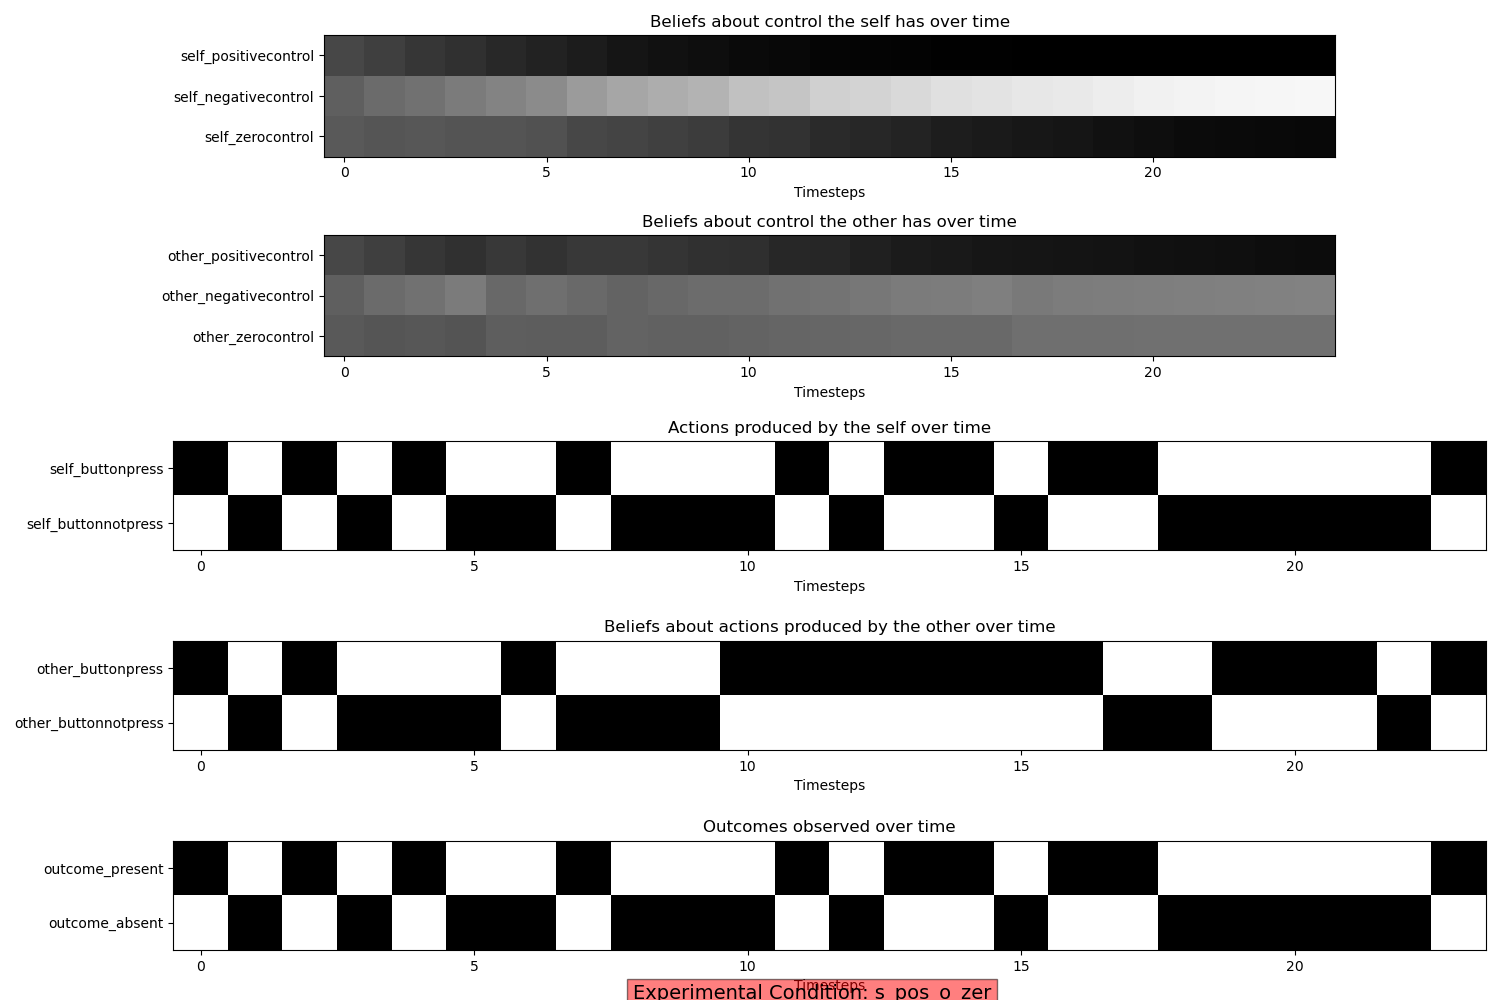 Beliefs about control the self has over time
self_positivecontrol
self_negativecontrol
self_zerocontrol
0 5 10 15 20
Timesteps
Beliefs about control the other has over time
other_positivecontrol
other_negativecontrol
other_zerocontrol
0 5 10 15 20
Timesteps
Actions produced by the self over time
self_buttonpress
self_buttonnotpress
0 5 10 15 20
Timesteps
Beliefs about actions produced by the other over time
other_buttonpress
other_buttonnotpress
0 5 10 15 20
Timesteps
Outcomes observed over time
outcome_present
outcome_absent
0 5 10 15 20
Timesteps
Experimental Condition: s_pos_o_zer